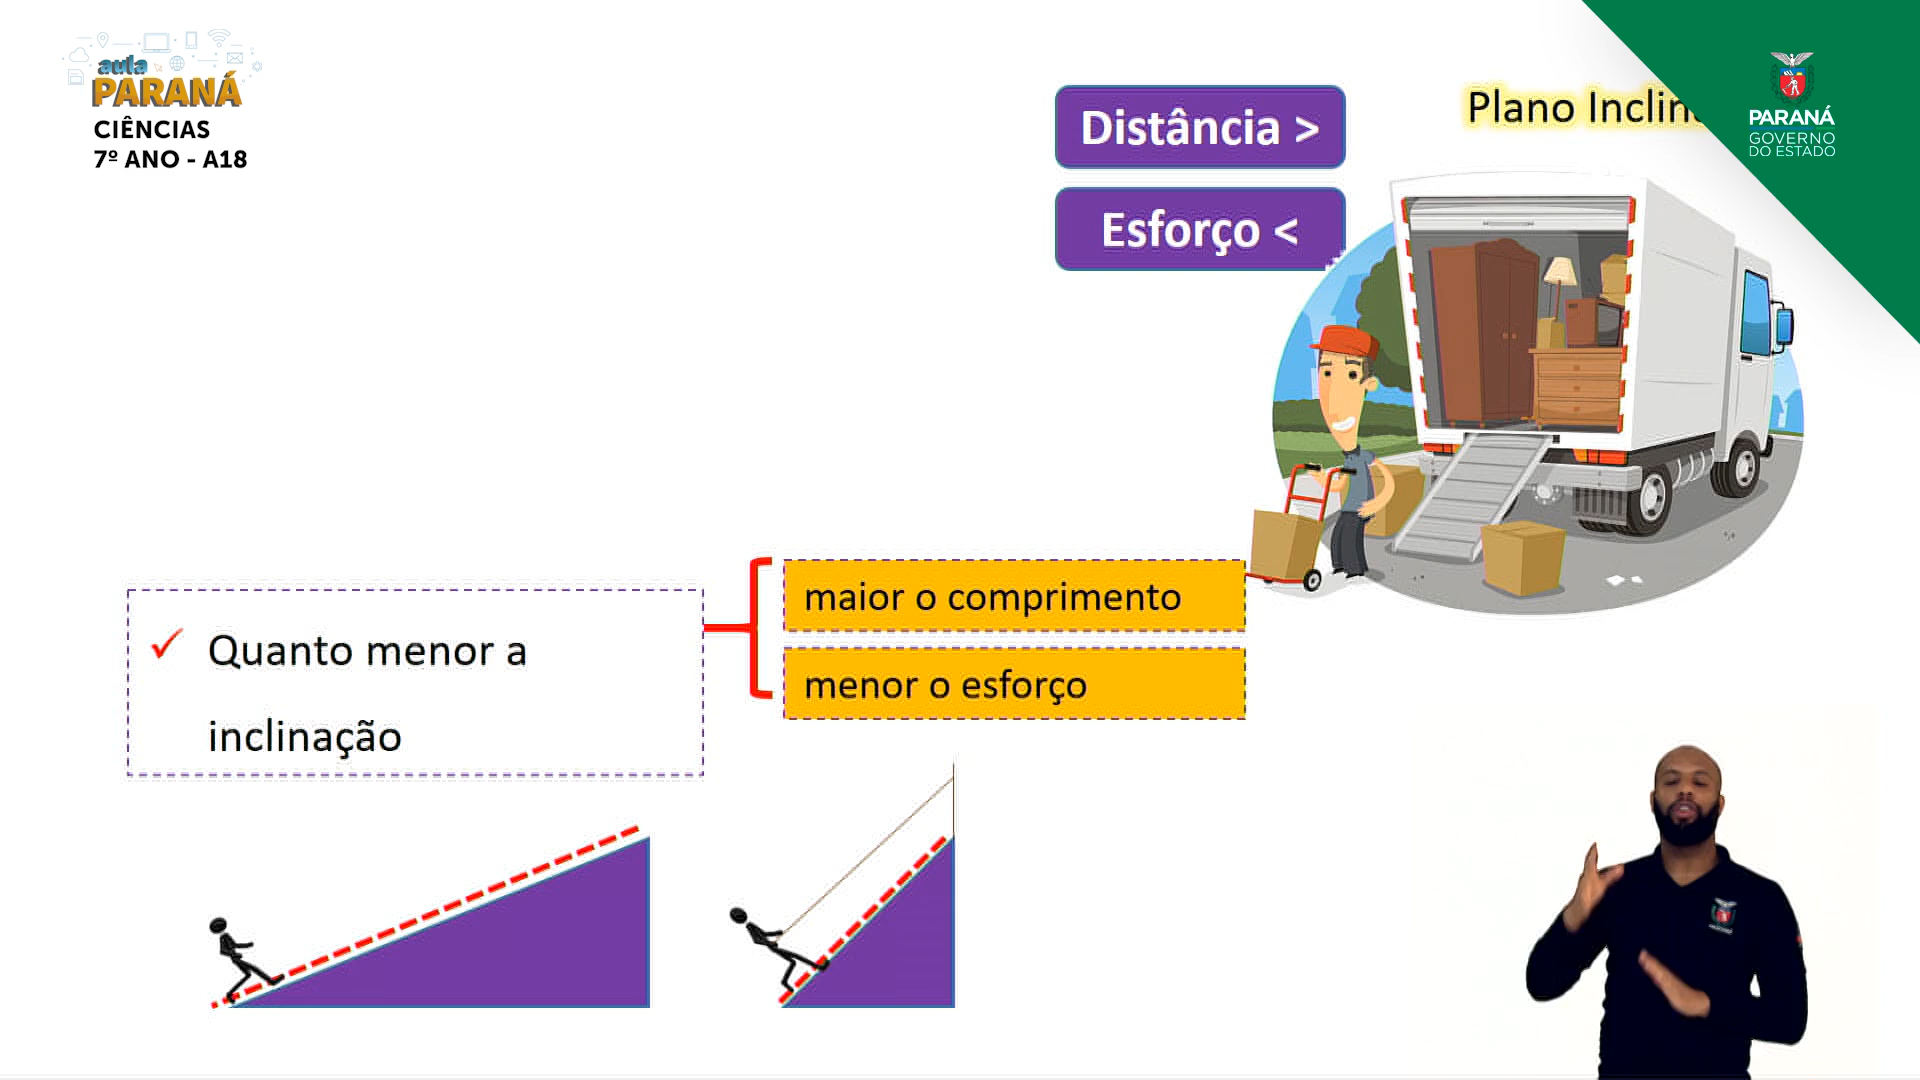 aula
PARANÁ
CIÊNCIAS
7º ANO - A18
Distância >
Esforço <
Plano Inclin
PARANÁ
GOVERNO
DO ESTADO
maior o comprimento
menor o esforço
✓ Quanto menor a
inclinação